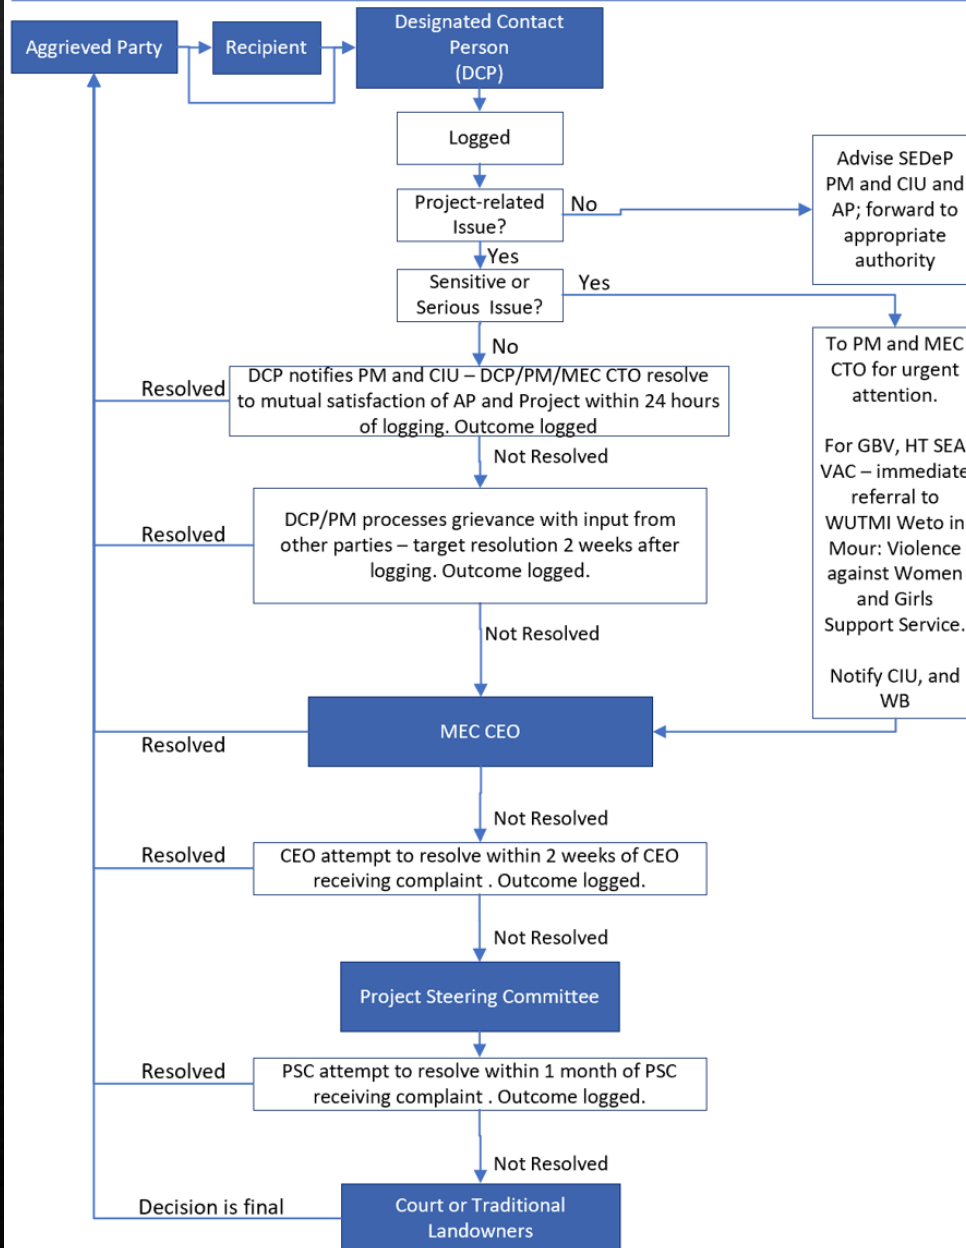 Aggrieved Party
Recipient
Designated Contact
Person
(DCP)
Logged
Project-related
Issue?
No
Advise SEDeP
PM and CIU and
AP; forward to
appropriate
authority
Yes
Sensitive or
Serious Issue?
Yes
To PM and MEC
CTO for urgent
attention.
For GBV, HT SEA
VAC – immediate
referral to
WUTMI Weto in
Mour: Violence
against Women
and Girls
Support Service.
Notify CIU, and
WB
No
Resolved
DCP notifies PM and CIU – DCP/PM/MEC CTO resolve
to mutual satisfaction of AP and Project within 24 hours
of logging. Outcome logged
Not Resolved
Resolved
DCP/PM processes grievance with input from
other parties – target resolution 2 weeks after
logging. Outcome logged.
Not Resolved
MEC CEO
Resolved
Not Resolved
Resolved
CEO attempt to resolve within 2 weeks of CEO
receiving complaint . Outcome logged.
Not Resolved
Project Steering Committee
Resolved
PSC attempt to resolve within 1 month of PSC
receiving complaint . Outcome logged.
Not Resolved
Decision is final
Court or Traditional
Landowners